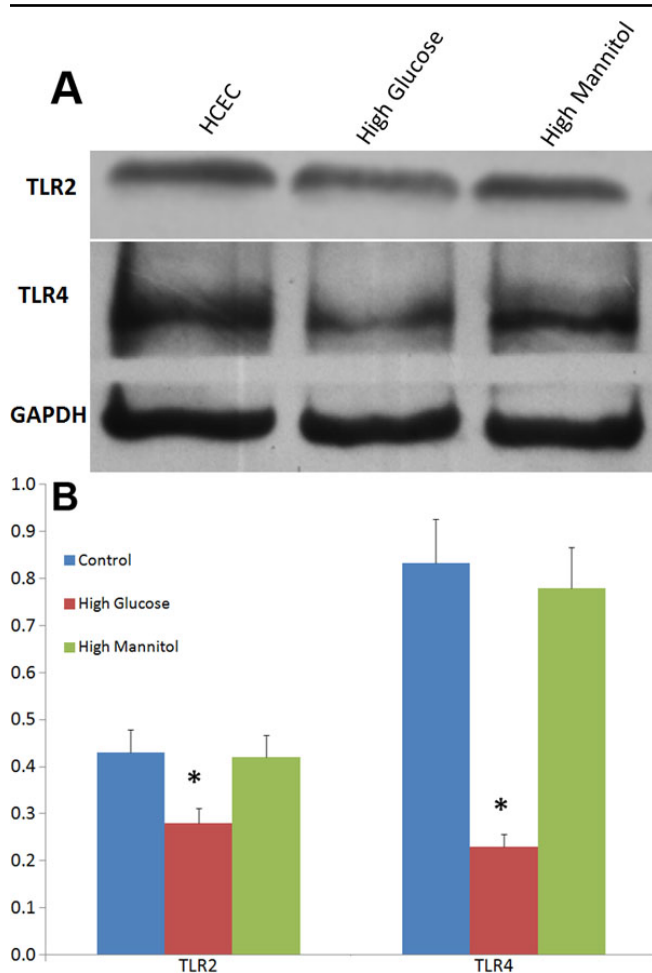 A
HCEC
High Glucose
High Mannitol
TLR2
TLR4
GAPDH
B
1.0
0.9
0.8
0.7
0.6
0.5
0.4
0.3
0.2
0.1
0.0
Control
High Glucose
High Mannitol
*
*
TLR2
TLR4